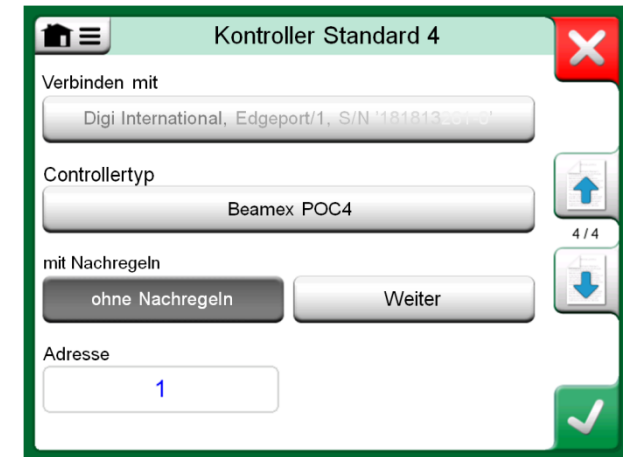 Kontroller Standard 4
Verbinden mit
Digi International, Edgeport/1, S/N
Controllertyp
Beamex POC4
4 / 4
mit Nachregeln
ohne Nachregeln
Weiter
Adresse
1